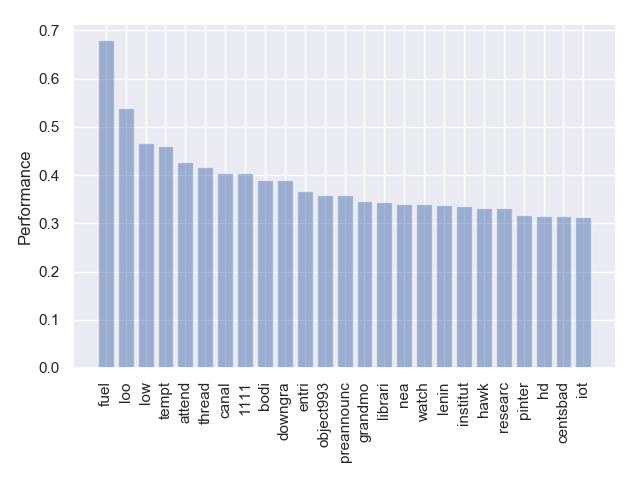 0.7
0.6
0.5
0.4
0.3
0.2
0.1
0.0
Performance
fuel
loo
low
tempt
attend
thread
canal
1111
bodi
downgra
entri
object993
preannounc
grandmo
librari
nea
watch
lenin
institut
hawk
researc
pinter
hd
centsbad
iot